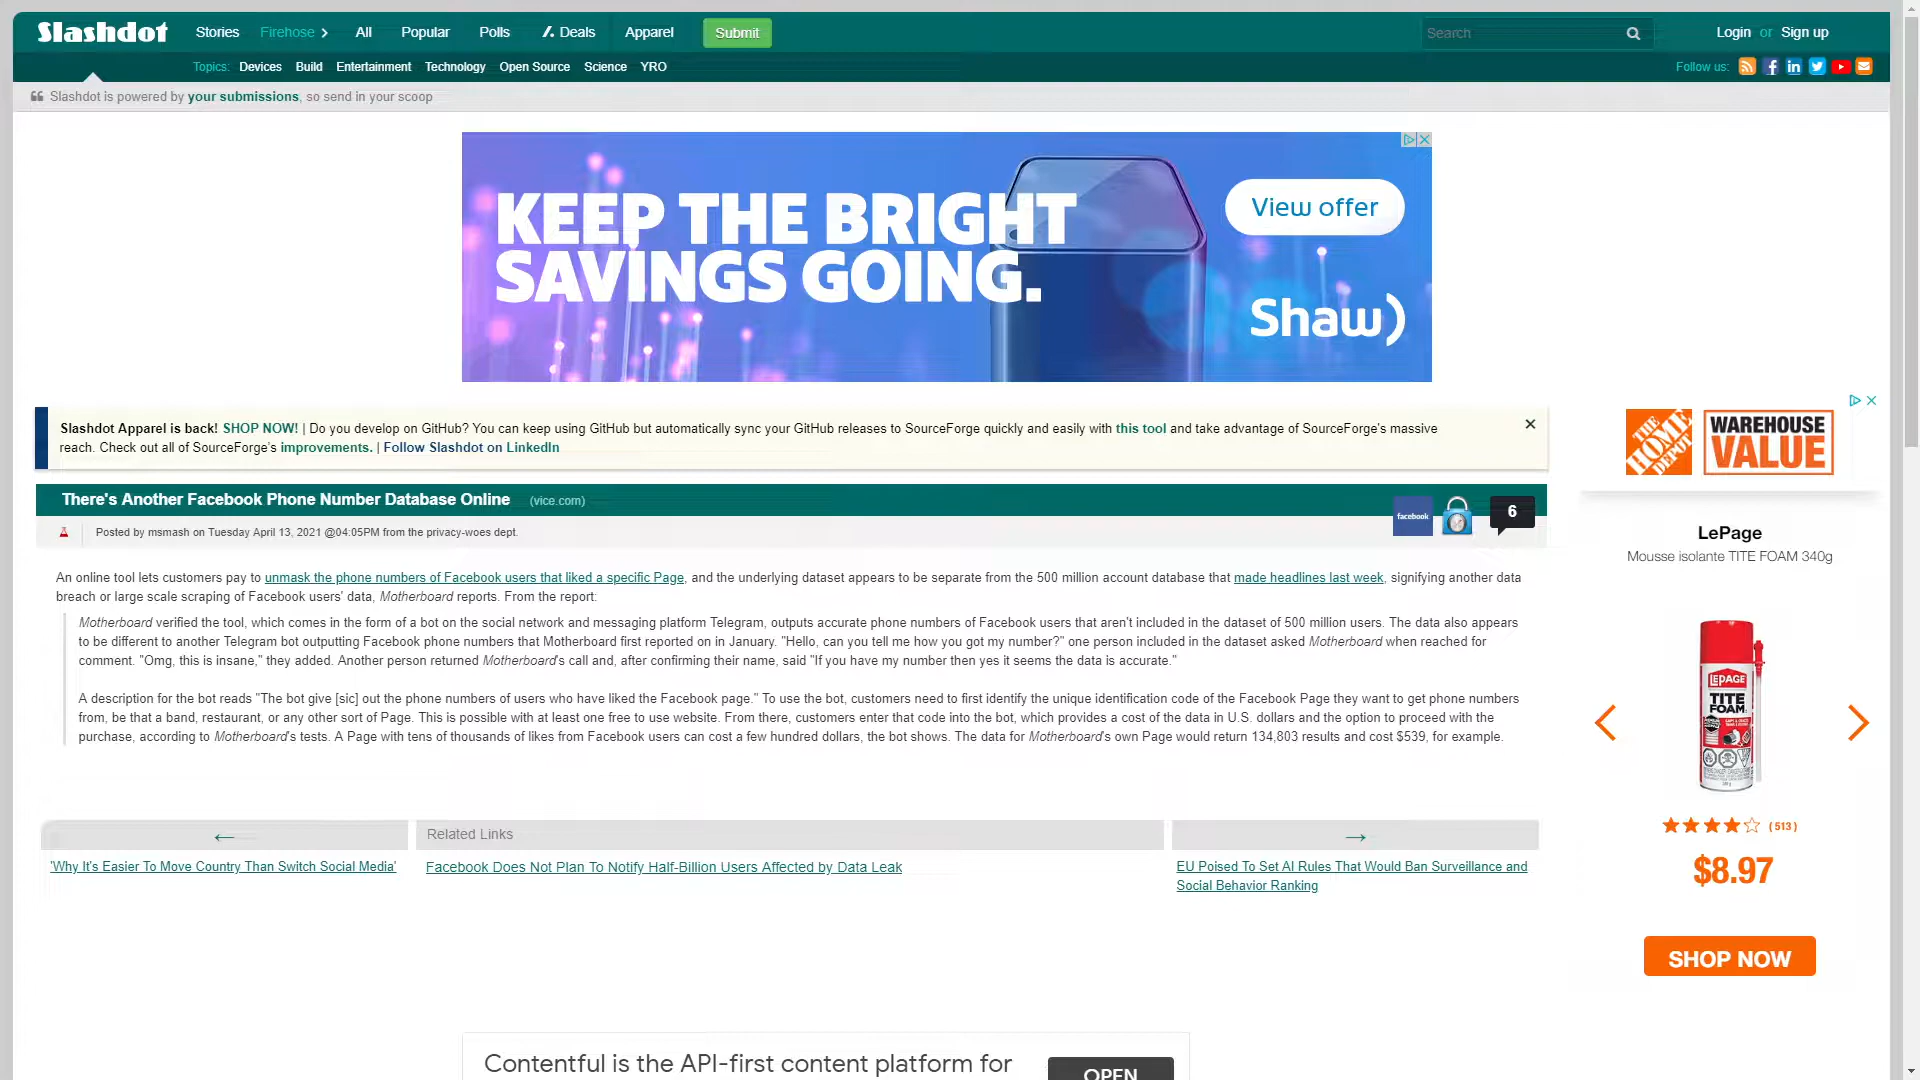 Slashdot
Stories Firehose All Popular Polls Deals Apparel Submit
Search
Login or Sign up
Topics: Devices Build Entertainment Technology Open Source Science YRO
Follow us:
Slashdot is powered by your submissions, so send in your scoop
KEEP THE BRIGHT
SAVINGS GOING.
View offer
Shaw)
Slashdot Apparel is back! SHOP NOW! | Do you develop on GitHub? You can keep using GitHub but automatically sync your GitHub releases to SourceForge quickly and easily with this tool and take advantage of SourceForge's massive
reach. Check out all of SourceForge's improvements. | Follow Slashdot on LinkedIn
There's Another Facebook Phone Number Database Online (vice.com)
facebook
6
Posted by msmash on Tuesday April 13, 2021 @04:05PM from the privacy-woes dept.
An online tool lets customers pay to unmask the phone numbers of Facebook users that liked a specific Page, and the underlying dataset appears to be separate from the 500 million account database that made headlines last week, signifying another data
breach or large scale scraping of Facebook users' data, Motherboard reports. From the report:
Motherboard verified the tool, which comes in the form of a bot on the social network and messaging platform Telegram, outputs accurate phone numbers of Facebook users that aren't included in the dataset of 500 million users. The data also appears
to be different to another Telegram bot outputting Facebook phone numbers that Motherboard first reported on in January. "Hello, can you tell me how you got my number?" one person included in the dataset asked Motherboard when reached for
comment. "Omg, this is insane," they added. Another person returned Motherboard's call and, after confirming their name, said "If you have my number then yes it seems the data is accurate."
A description for the bot reads "The bot give [sic] out the phone numbers of users who have liked the Facebook page." To use the bot, customers need to first identify the unique identification code of the Facebook Page they want to get phone numbers
from, be that a band, restaurant, or any other sort of Page. This is possible with at least one free to use website. From there, customers enter that code into the bot, which provides a cost of the data in U.S. dollars and the option to proceed with the
purchase, according to Motherboard's tests. A Page with tens of thousands of likes from Facebook users can cost a few hundred dollars, the bot shows. The data for Motherboard's own Page would return 134,803 results and cost $539, for example.
←
'Why It's Easier To Move Country Than Switch Social Media'
Related Links
Facebook Does Not Plan To Notify Half-Billion Users Affected by Data Leak
→
EU Poised To Set AI Rules That Would Ban Surveillance and
Social Behavior Ranking
THE HOME DEPOT
WAREHOUSE
VALUE
LePage
Mousse isolante TITE FOAM 340g
LEPAGE
TITE
FOAM
(513)
$8.97
SHOP NOW
Contentful is the API-first content platform for
OPEN